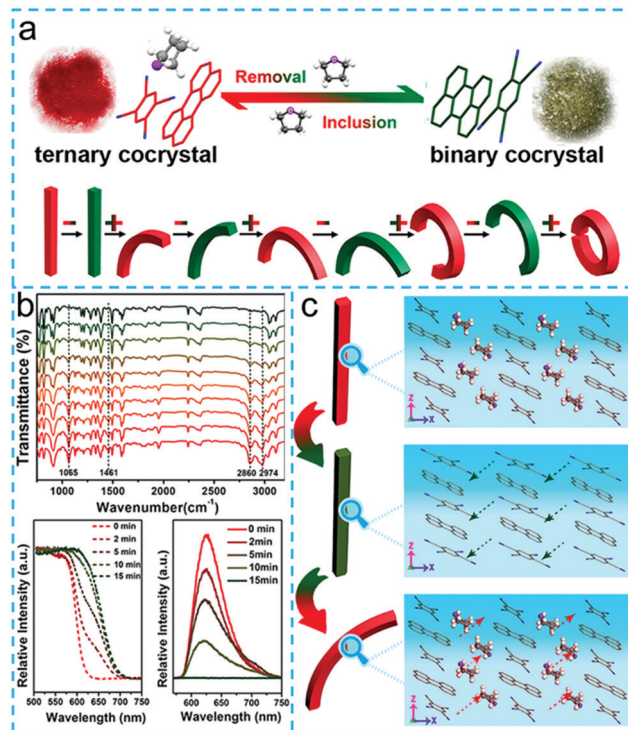 a
Removal
Inclusion
ternary cocrystal
binary cocrystal
- + - + - + - +
b
Transmittance (%)
1065 1461 2860 2974
1000 1500 2000 2500 3000
Wavenumber(cm⁻¹)
Relative Intensity (a.u.)
0 min
2 min
5 min
10 min
15 min
500 550 600 650 700 750
Wavelength (nm)
Relative Intensity (a.u.)
0 min
2min
5min
10min
15min
600 650 700 750
Wavelength (nm)
c
Z
X
Z
X
Z
X